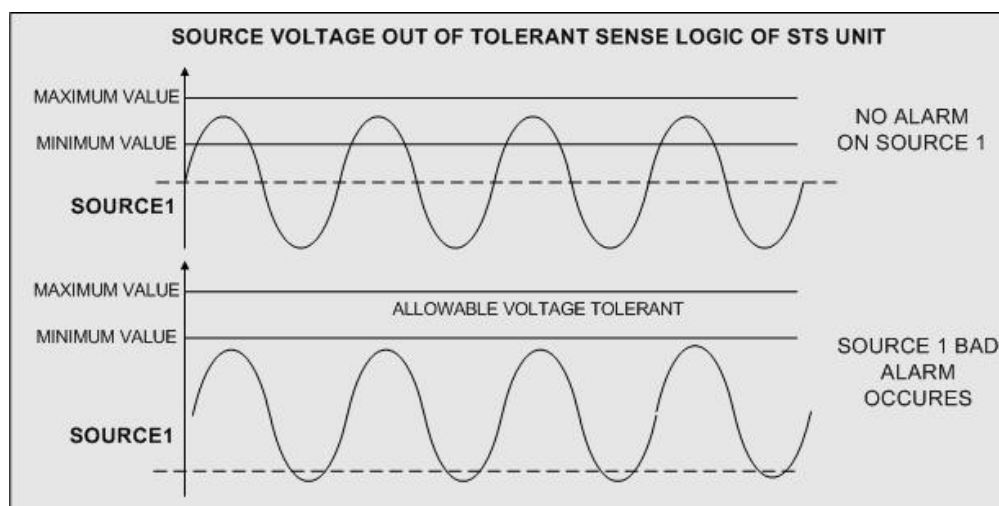 SOURCE VOLTAGE OUT OF TOLERANT SENSE LOGIC OF STS UNIT
MAXIMUM VALUE
MINIMUM VALUE
SOURCE1
NO ALARM
ON SOURCE 1
MAXIMUM VALUE
ALLOWABLE VOLTAGE TOLERANT
MINIMUM VALUE
SOURCE1
SOURCE 1 BAD
ALARM
OCCURES